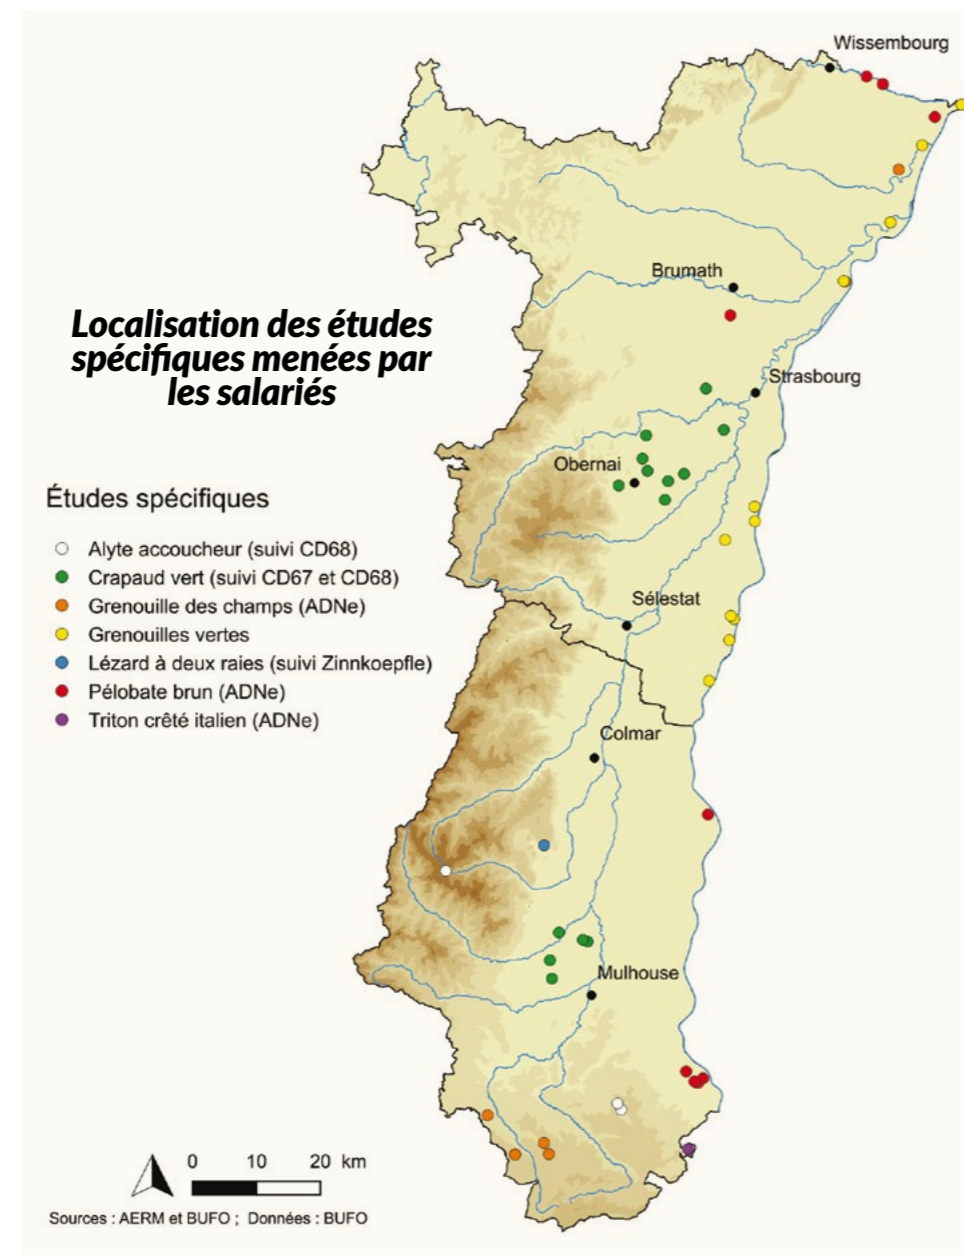 Wissembourg
Brumath
Localisation des études
spécifiques menées par
les salariés
Strasbourg
Obernai
Études spécifiques
Alyte accoucheur (suivi CD68)
Crapaud vert (suivi CD67 et CD68)
Grenouille des champs (ADNe)
Grenouilles vertes
Lézard à deux raies (suivi Zinnkoepfle)
Pélobate brun (ADNe)
Triton crêté italien (ADNe)
Sélestat
Colmar
Mulhouse
0 10 20 km
Sources : AERM et BUFO ; Données : BUFO